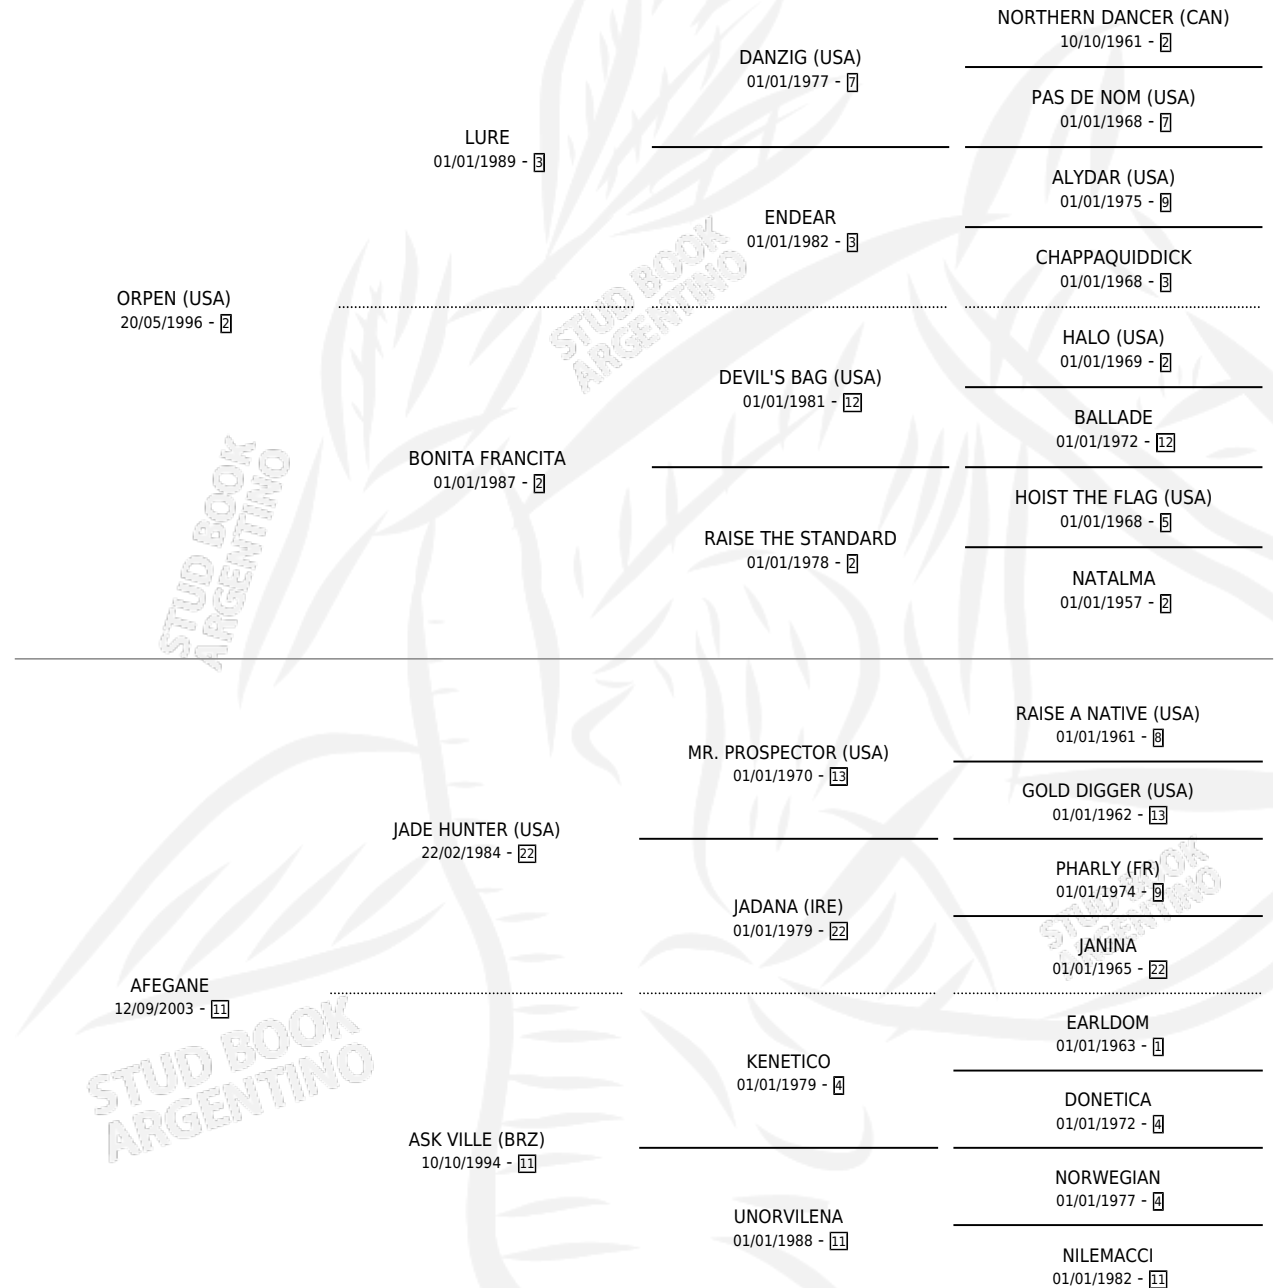 NORTHERN DANCER (CAN)
10/10/1961 - 2
DANZIG (USA)
01/01/1977 - 7
PAS DE NOM (USA)
01/01/1968 - 7
LURE
01/01/1989 - 3
ALYDAR (USA)
01/01/1975 - 9
ENDEAR
01/01/1982 - 3
CHAPPAQUIDDICK
01/01/1968 - 3
ORPEN (USA)
20/05/1996 - 2
STUD BOOK
ARGENTINO
HALO (USA)
01/01/1969 - 2
DEVIL'S BAG (USA)
01/01/1981 - 12
BALLADE
01/01/1972 - 12
BONITA FRANCITA
01/01/1987 - 2
HOIST THE FLAG (USA)
01/01/1968 - 5
RAISE THE STANDARD
01/01/1978 - 2
NATALMA
01/01/1957 - 2
STUD BOOK
ARGENTINO
RAISE A NATIVE (USA)
01/01/1961 - 8
MR. PROSPECTOR (USA)
01/01/1970 - 13
GOLD DIGGER (USA)
01/01/1962 - 13
JADE HUNTER (USA)
22/02/1984 - 22
PHARLY (FR)
01/01/1974 - 9
JADANA (IRE)
01/01/1979 - 22
STUD BOOK
ARGENTINO
JANINA
01/01/1965 - 22
AFEGANE
12/09/2003 - 11
EARLDOM
01/01/1963 - 1
KENETICO
01/01/1979 - 4
STUD BOOK
ARGENTINO
DONETICA
01/01/1972 - 4
ASK VILLE (BRZ)
10/10/1994 - 11
NORWEGIAN
01/01/1977 - 4
UNORVILENA
01/01/1988 - 11
NILEMACCI
01/01/1982 - 11